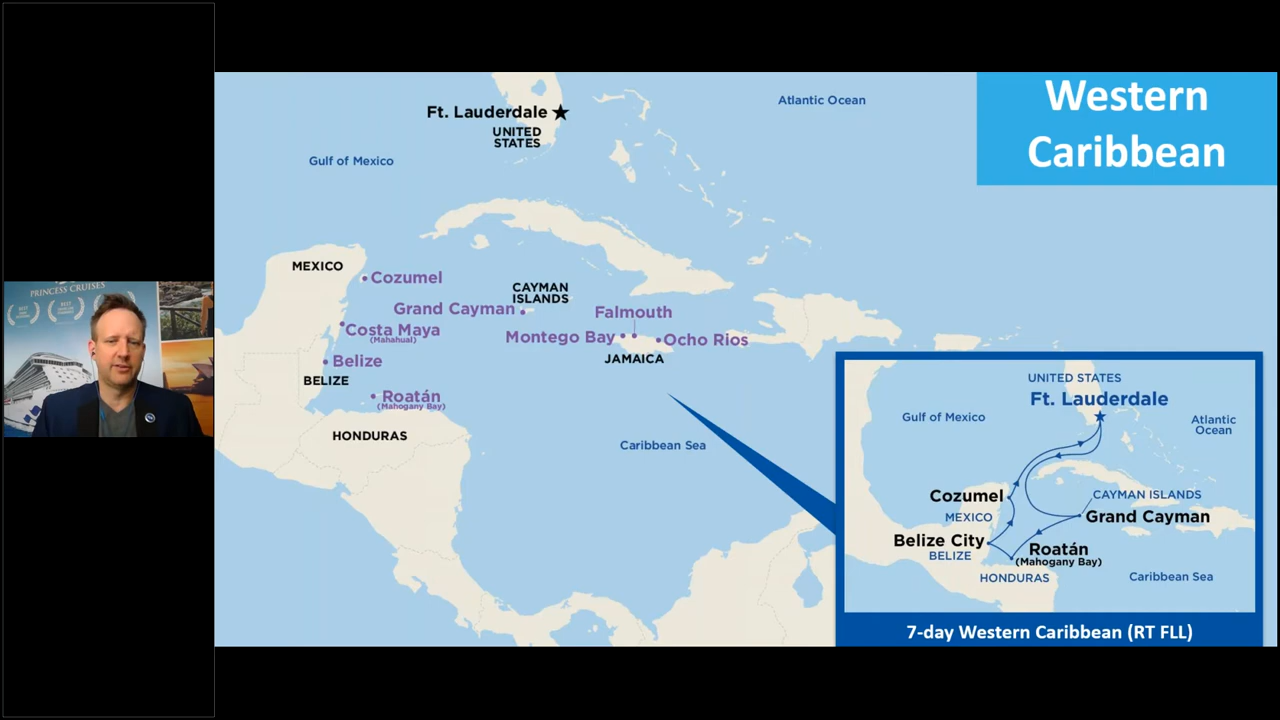 PRINCESS CRUISES
BEST
BEST
Western
Caribbean
Atlantic Ocean
Ft. Lauderdale
UNITED
STATES
Gulf of Mexico
MEXICO
Cozumel
CAYMAN
ISLANDS
Grand Cayman
Falmouth
Costa Maya
(Mahahual)
Montego Bay
Ocho Rios
JAMAICA
Belize
BELIZE
Roatán
(Mahogany Bay)
HONDURAS
Caribbean Sea
UNITED STATES
Ft. Lauderdale
Gulf of Mexico
Atlantic
Ocean
Cozumel
CAYMAN ISLANDS
MEXICO
Grand Cayman
Belize City
BELIZE
Roatán
(Mahogany Bay)
HONDURAS
Caribbean Sea
7-day Western Caribbean (RT FLL)